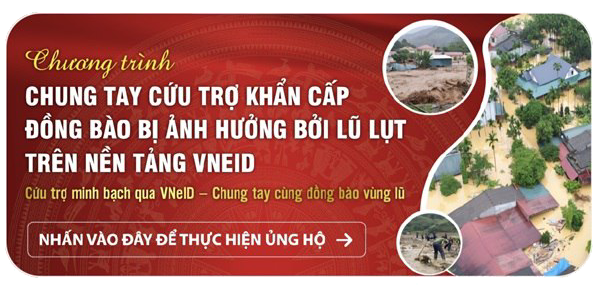 Chương trình
CHUNG TAY CỨU TRỢ KHẨN CẤP
ĐỒNG BÀO BỊ ẢNH HƯỞNG BỞI LŨ LỤT
TRÊN NỀN TẢNG VNEID
Cứu trợ minh bạch qua VNeID – Chung tay cùng đồng bào vùng lũ
NHẤN VÀO ĐÂY ĐỂ THỰC HIỆN ỦNG HỘ →